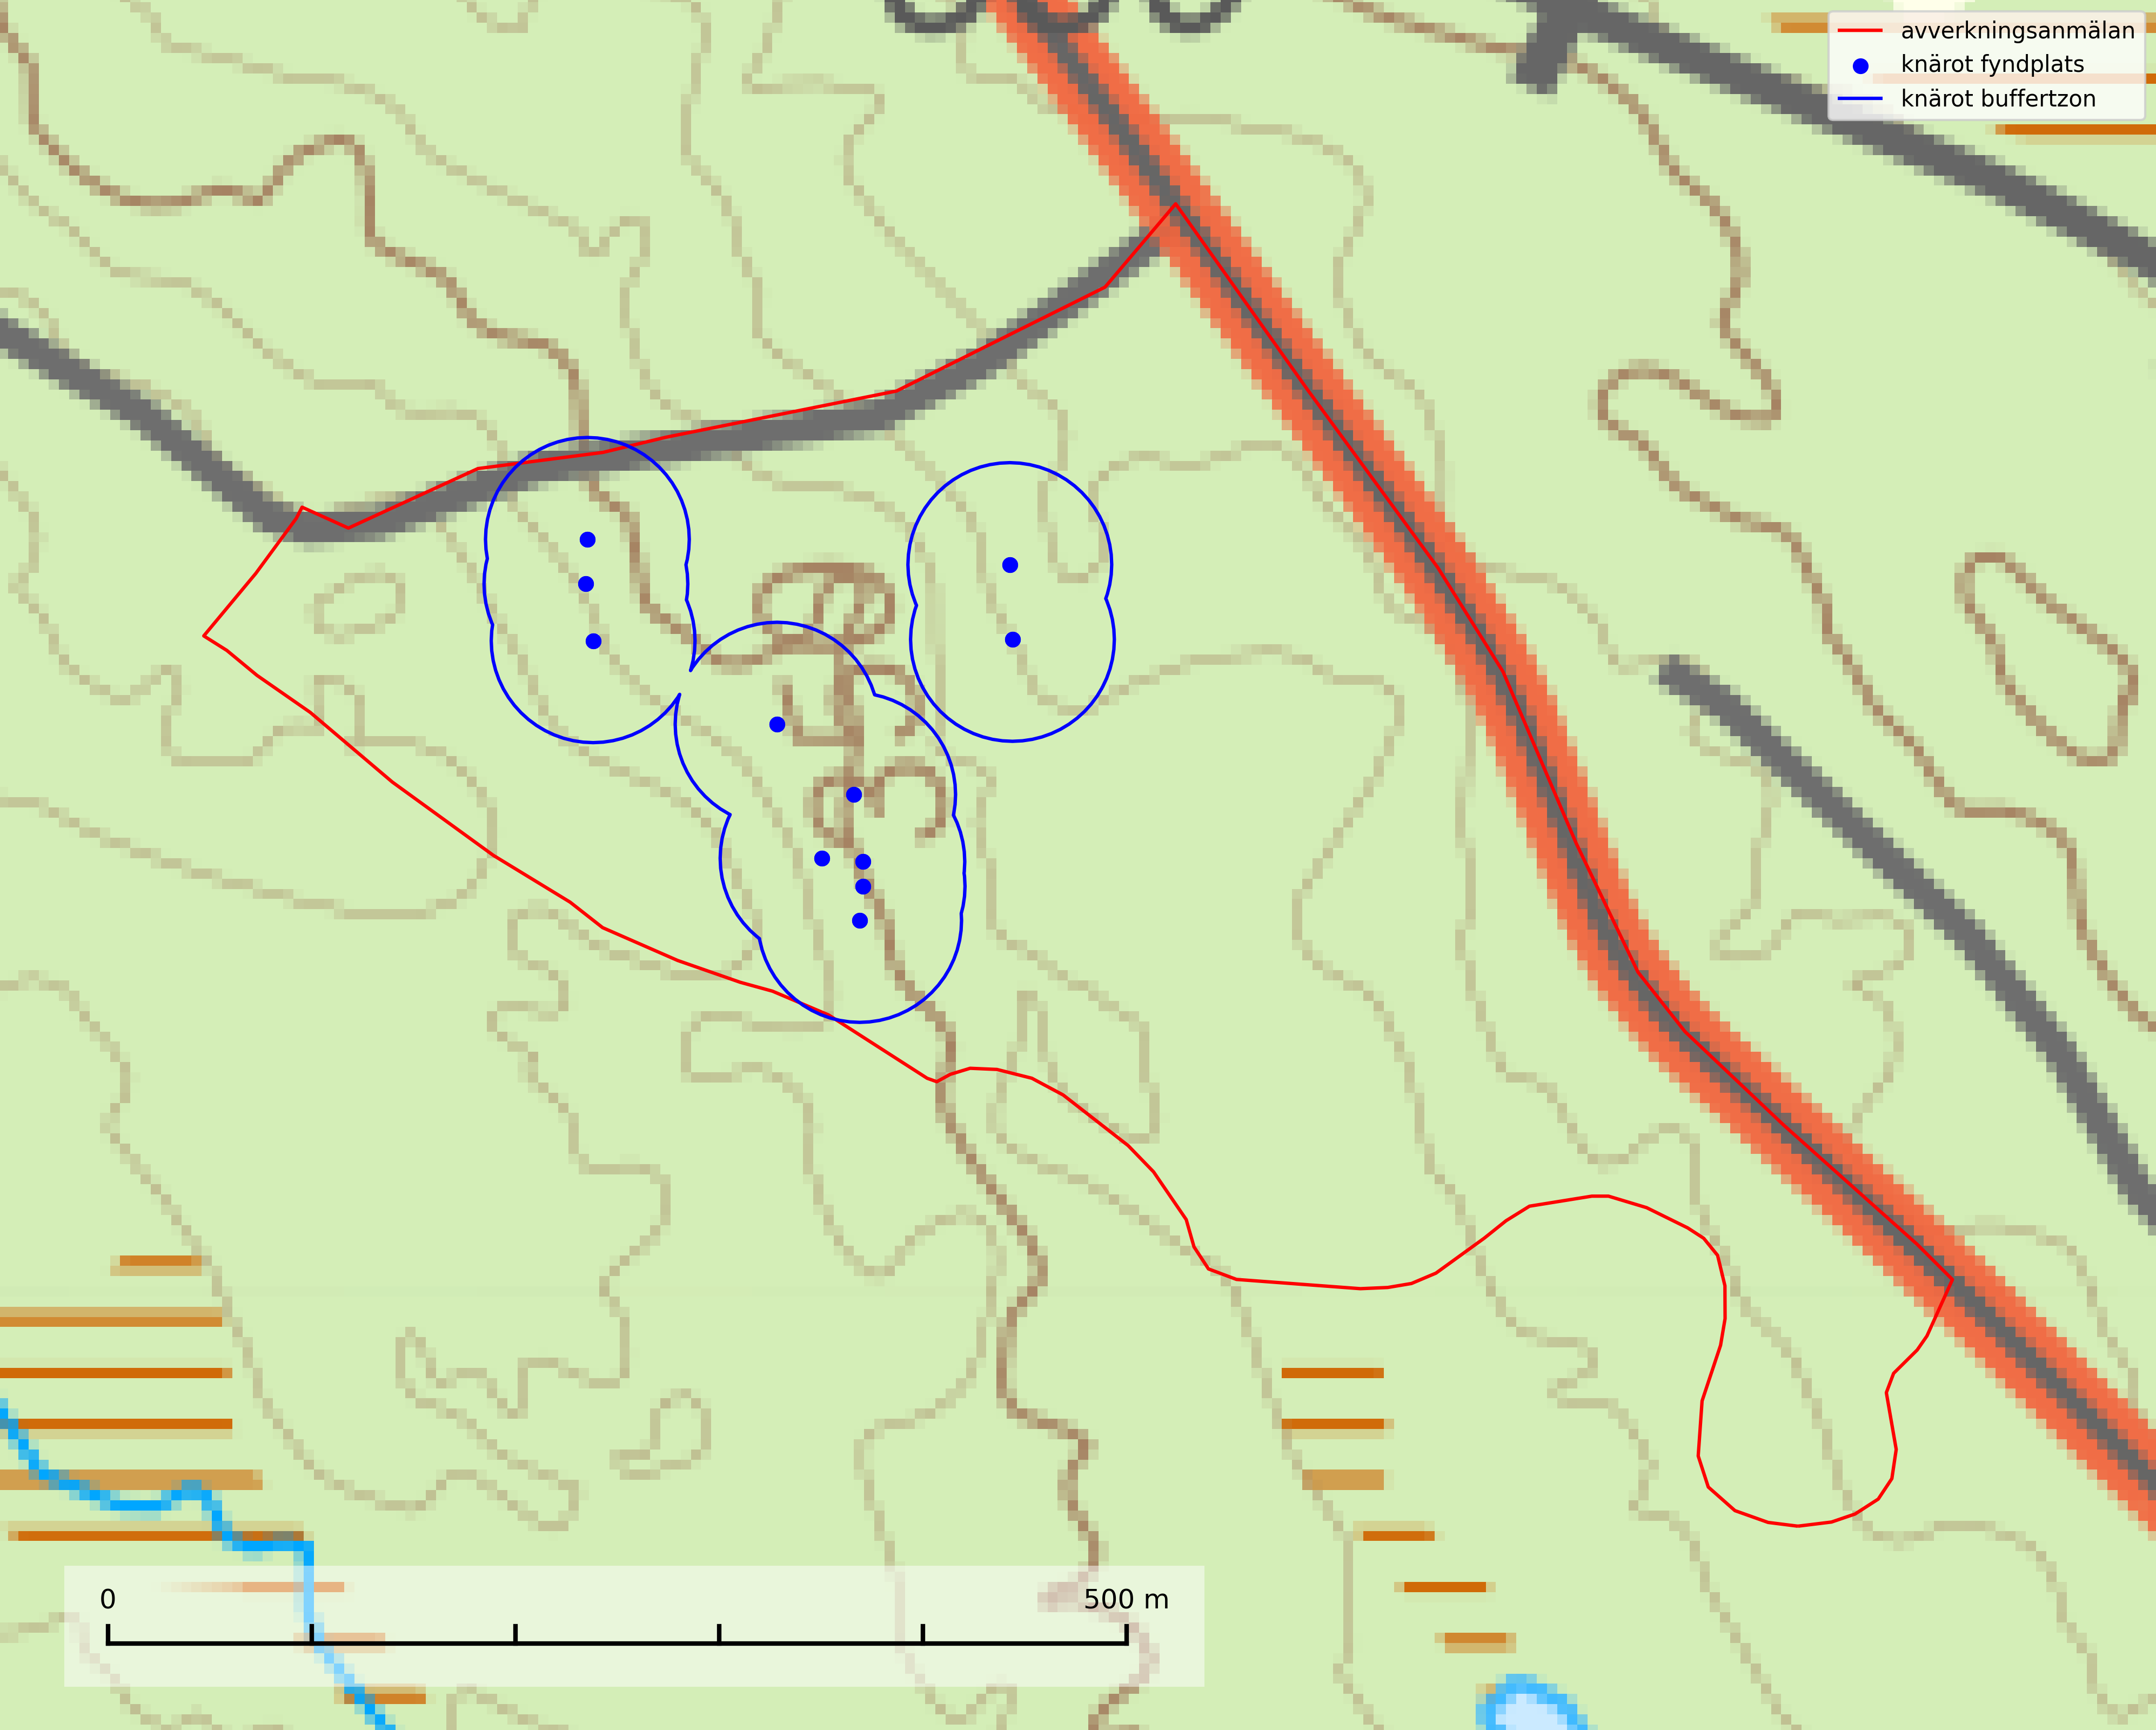 avverkningsanmälan
knärot fyndplats
knärot buffertzon
0 500 m